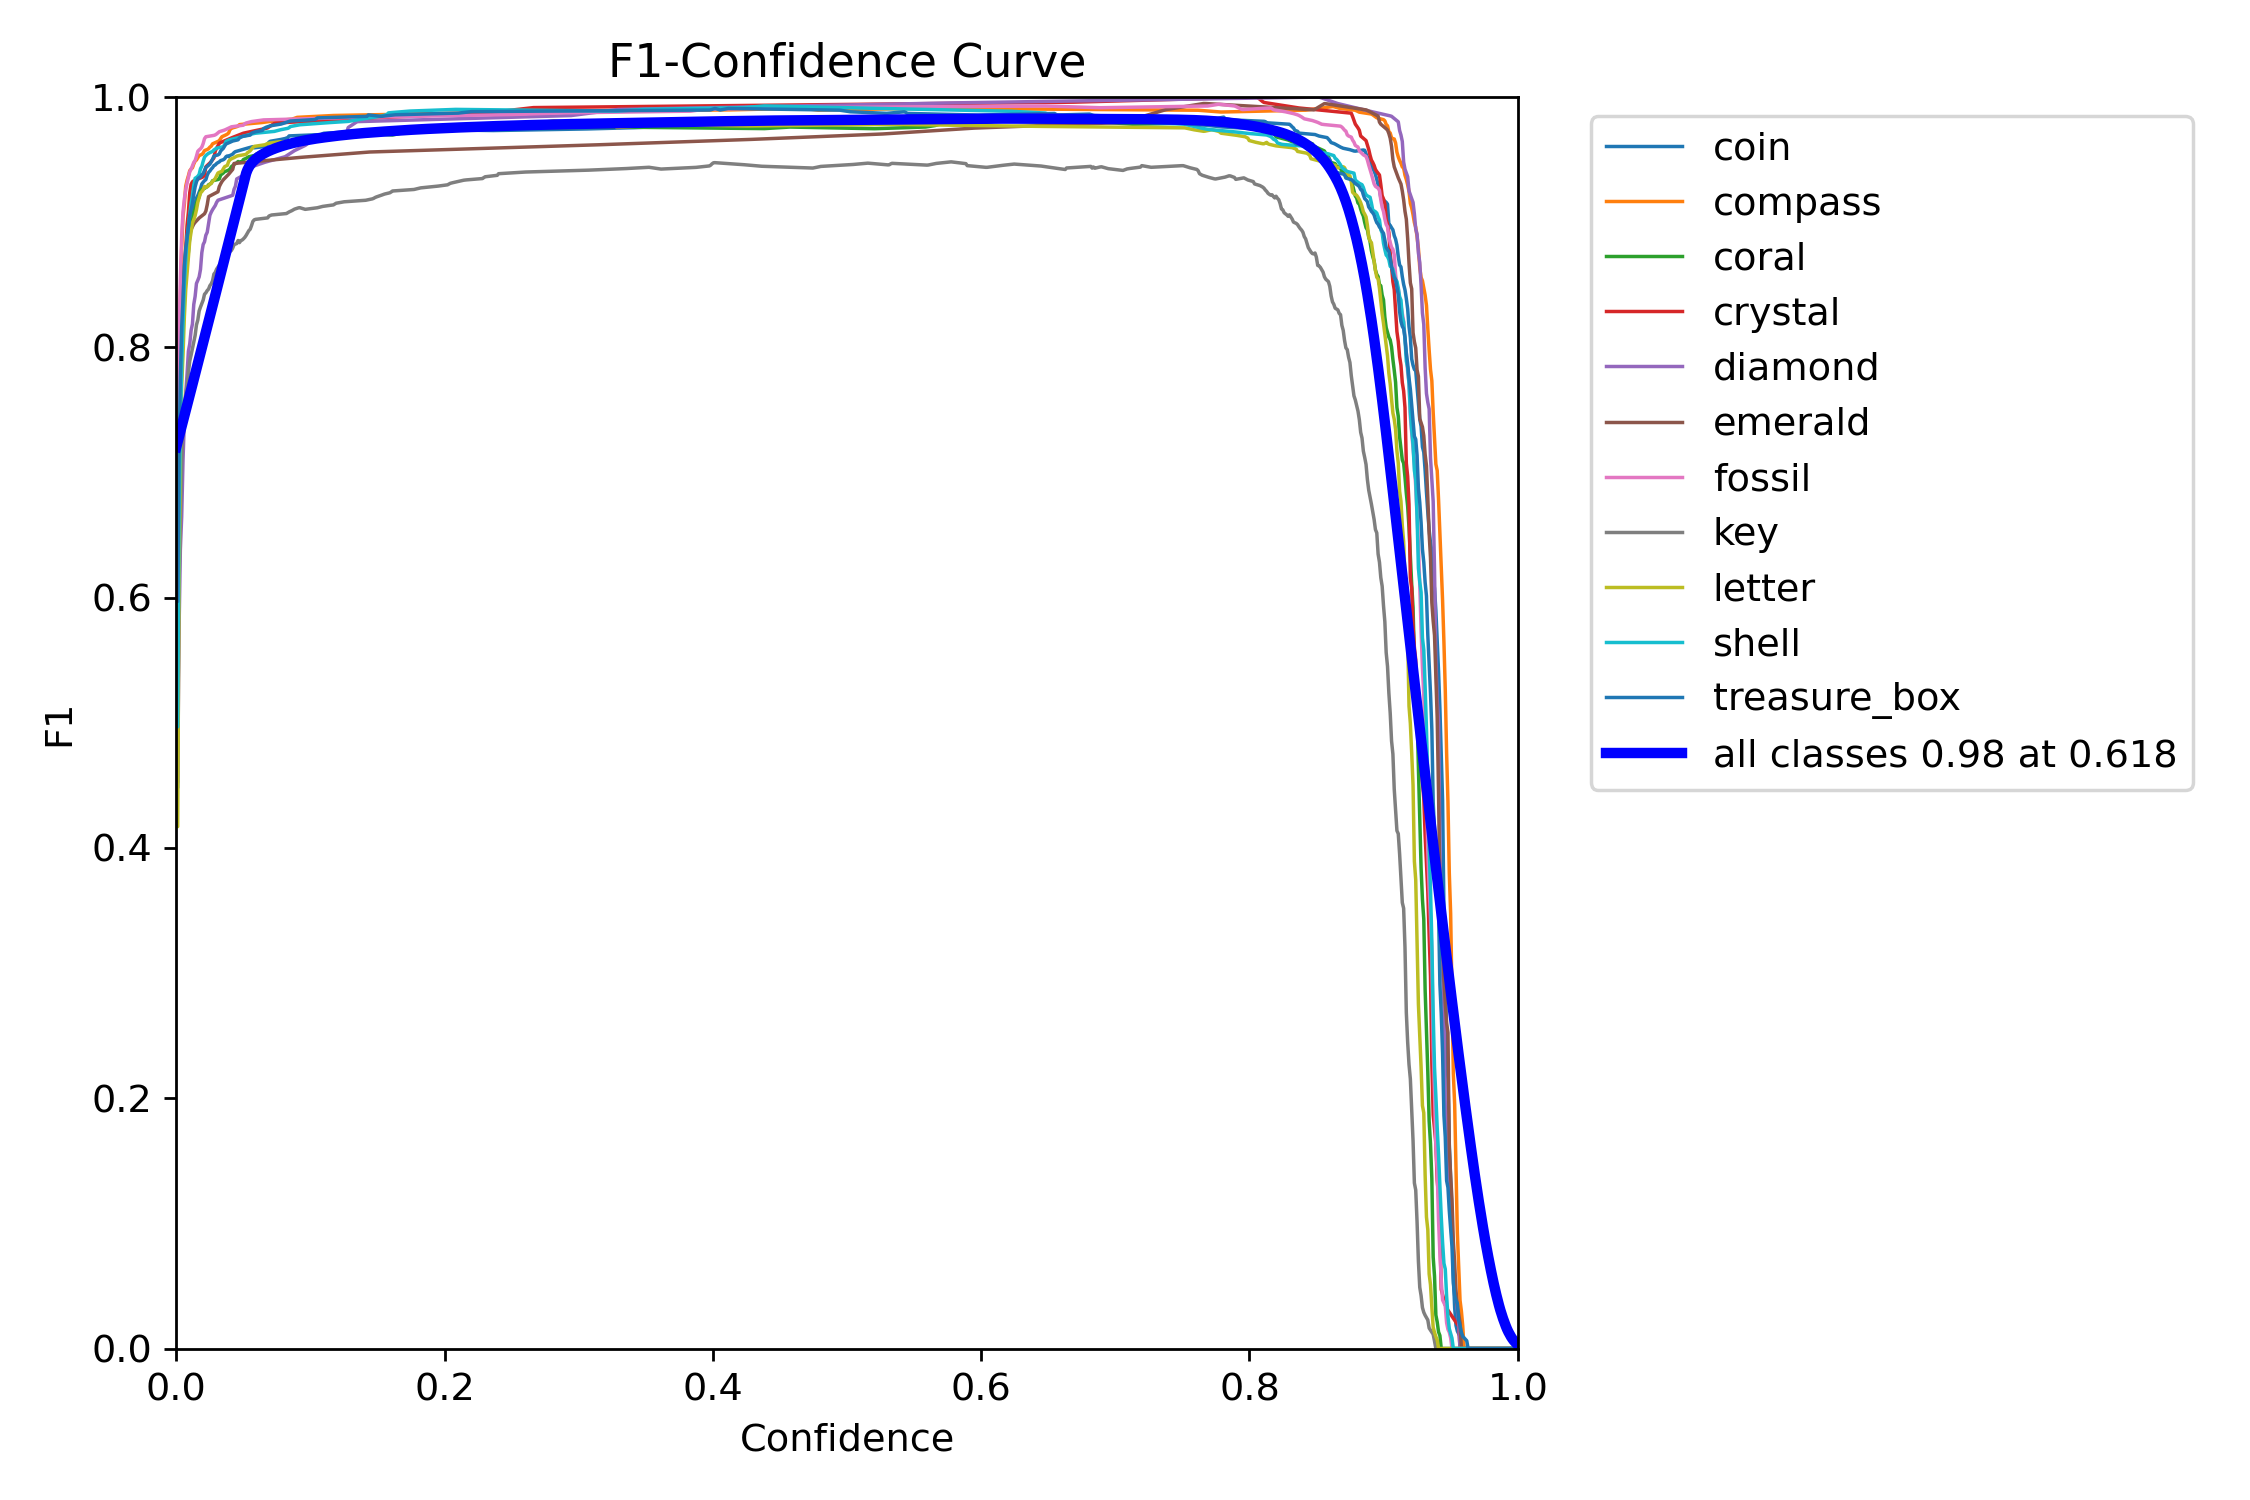 F1-Confidence Curve
1.0
0.8
0.6
0.4
0.2
0.0
F1
0.0 0.2 0.4 0.6 0.8 1.0
Confidence
coin
compass
coral
crystal
diamond
emerald
fossil
key
letter
shell
treasure_box
all classes 0.98 at 0.618